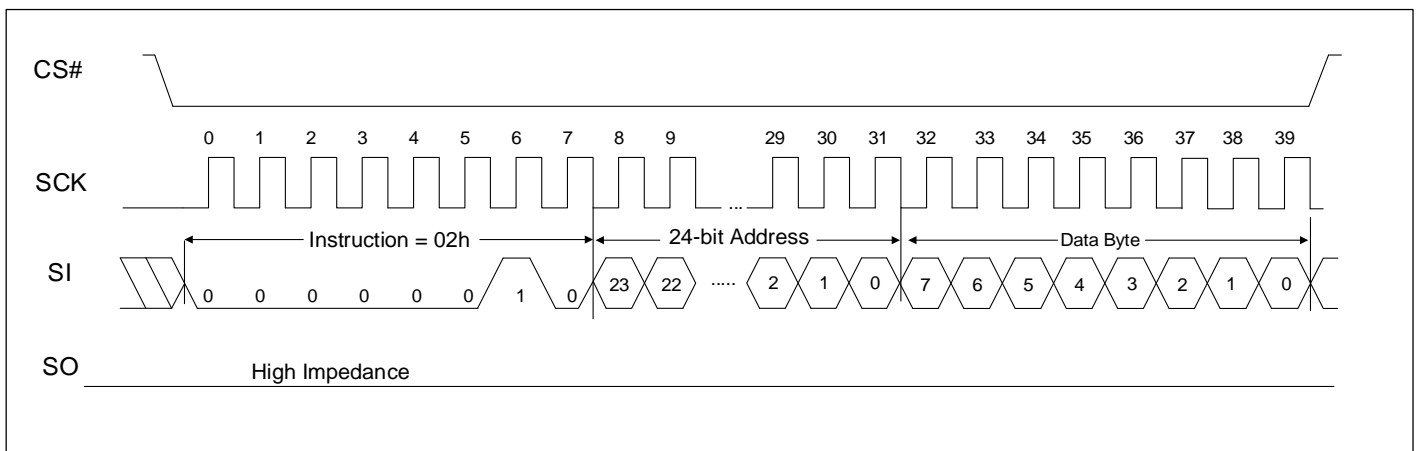 CS#
0 1 2 3 4 5 6 7 8 9 29 30 31 32 33 34 35 36 37 38 39
SCK
...
Instruction = 02h 24-bit Address Data Byte
SI
0 0 0 0 0 0 1 0 23 22 ..... 2 1 0 7 6 5 4 3 2 1 0
SO
High Impedance